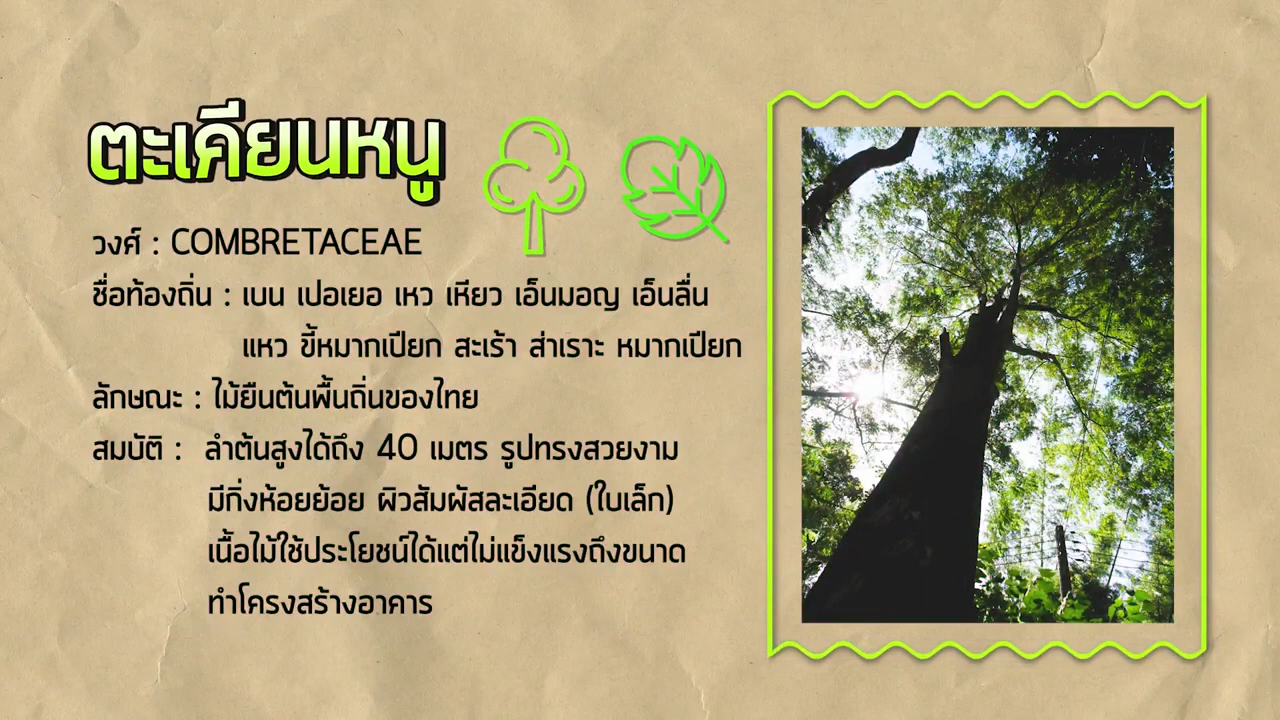 ตะเคียนหนู
วงศ์ : COMBRETACEAE
ชื่อท้องถิ่น : เบน เปอเยอ เหว เหียว เอ็นมอญ เอ็นลื่น
แหว ขี้หมากเปียก สะเร้า ส่าเราะ หมากเปียก
ลักษณะ : ไม้ยืนต้นพื้นถิ่นของไทย
สมบัติ : ลำต้นสูงได้ถึง 40 เมตร รูปทรงสวยงาม
มีกิ่งห้อยย้อย ผิวสัมผัสละเอียด (ใบเล็ก)
เนื้อไม้ใช้ประโยชน์ได้แต่ไม่แข็งแรงถึงขนาด
ทำโครงสร้างอาคาร